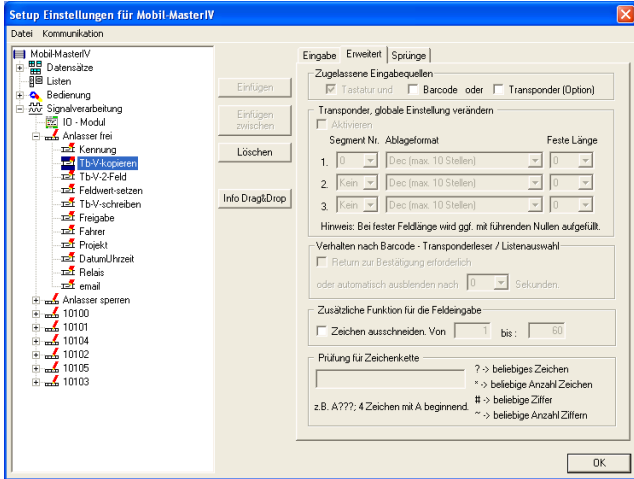 Setup Einstellungen für Mobil-MasterIV
Datei Kommunikation
Mobil-MasterIV
Datensätze
Listen
Bedienung
Signalverarbeitung
IO - Modul
Anlasser frei
Kennung
Tb-V-kopieren
Tb-V-2-Feld
Feldwert-setzen
Tb-V-schreiben
Freigabe
Fahrer
Projekt
DatumUhrzeit
Relais
email
Anlasser sperren
10100
10101
10104
10102
10105
10103
Einfügen
Einfügen
zwischen
Löschen
Info Drag&Drop
Eingabe Erweitert Sprünge
Zugelassene Eingabequellen
Tastatur und Barcode oder Transponder (Option)
Transponder, globale Einstellung verändern
Aktivieren
Segment Nr. Ablageformat Feste Länge
1. 0 Dec (max. 10 Stellen) 0
2. Kein Dec (max. 10 Stellen) 0
3. Kein Dec (max. 10 Stellen) 0
Hinweis: Bei fester Feldlänge wird ggf. mit führenden Nullen aufgefüllt.
Verhalten nach Barcode - Transponderleser / Listenauswahl
Return zur Bestätigung erforderlich
oder automatisch ausblenden nach 0 Sekunden.
Zusätzliche Funktion für die Feldeingabe
Zeichen ausschneiden. Von 1 bis : 60
Prüfung für Zeichenkette
? -> beliebiges Zeichen
* -> beliebige Anzahl Zeichen
# -> beliebige Ziffer
~ -> beliebige Anzahl Ziffern
z.B. A???; 4 Zeichen mit A beginnend.
OK